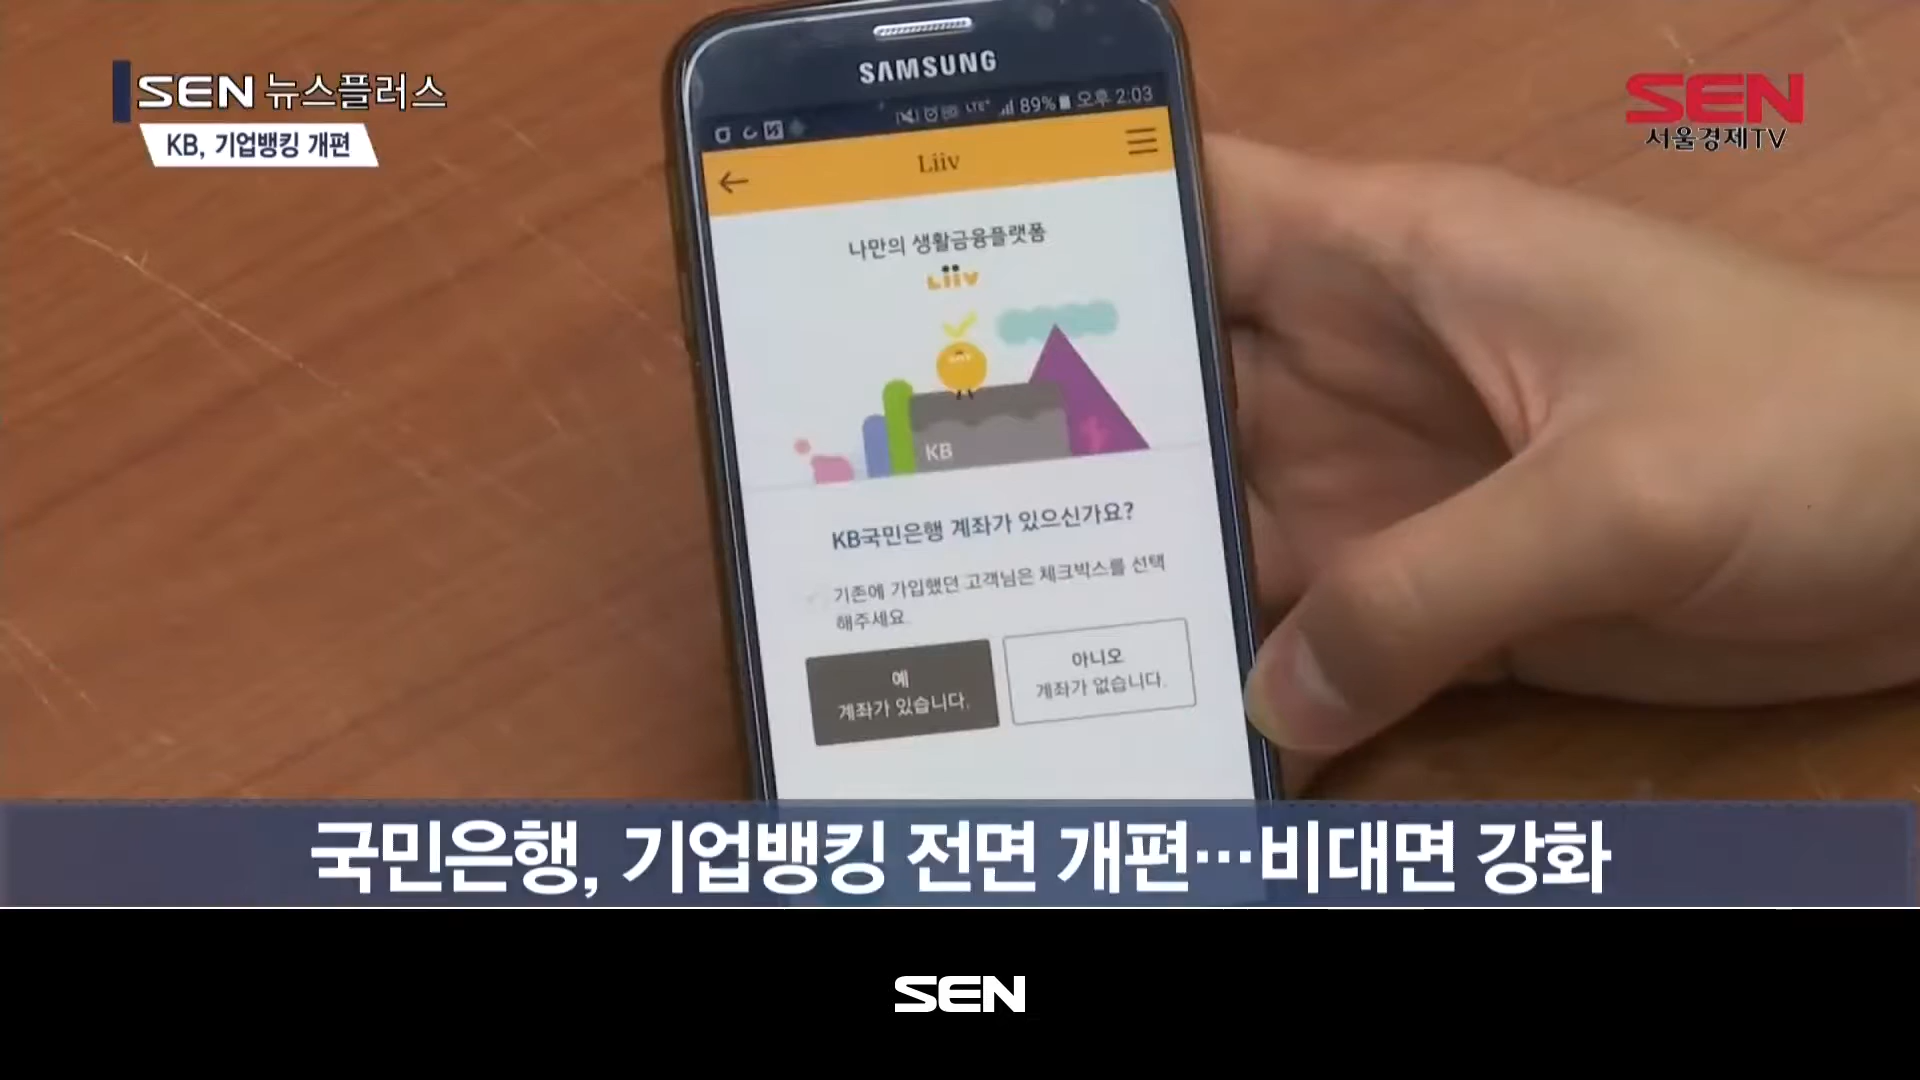 SEN 뉴스플러스
KB, 기업뱅킹 개편
SEN
서울경제TV
SAMSUNG
LTE+ 89% 오후 2:03
Liiv
나만의 생활금융플랫폼
Liiv
KB
KB국민은행 계좌가 있으신가요?
기존에 가입했던 고객님은 체크박스를 선택
해주세요.
예
계좌가 있습니다.
아니오
계좌가 없습니다.
국민은행, 기업뱅킹 전면 개편…비대면 강화
SEN